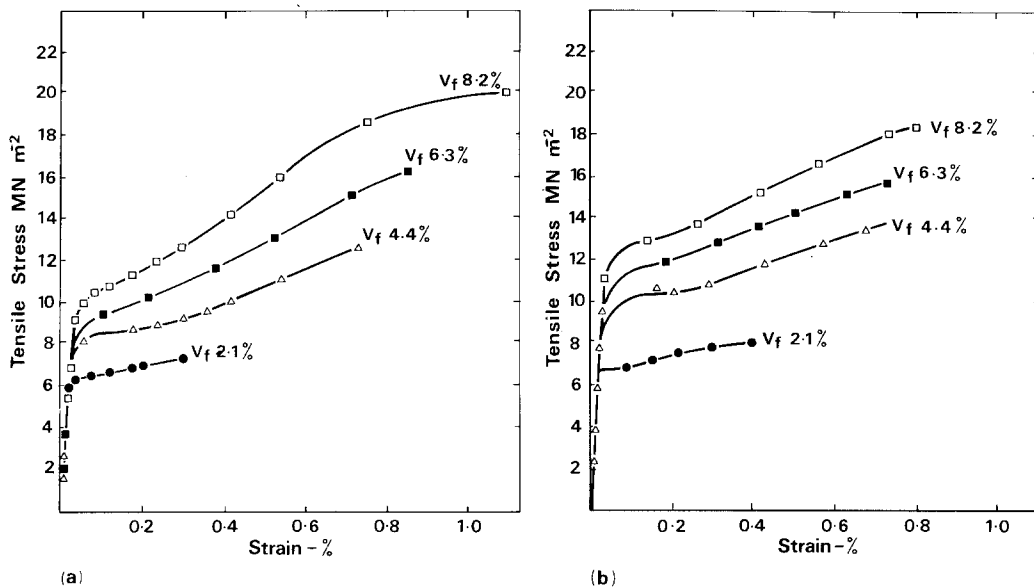 22
20
18
16
14
12
10
8
6
4
2
0.2
0.4
0.6
0.8
1.0
Tensile Stress MN m̄²
Strain-%
Vf 8.2%
Vf 6.3%
Vf 4.4%
Vf 2.1%
(a)
22
20
18
16
14
12
10
8
6
4
2
0.2
0.4
0.6
0.8
1.0
Tensile Stress MN m̄²
Strain-%
Vf 8.2%
Vf 6.3%
Vf 4.4%
Vf 2.1%
(b)